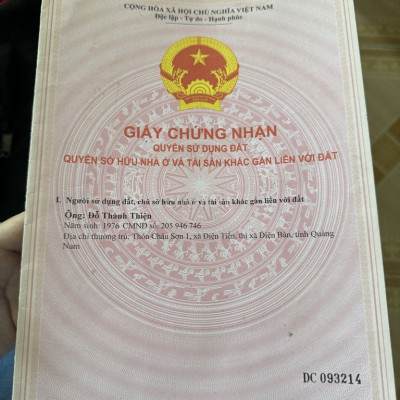 CỘNG HÒA XÃ HỘI CHỦ NGHĨA VIỆT NAM
Độc lập - Tự do - Hạnh phúc
GIẤY CHỨNG NHẬN
QUYỀN SỬ DỤNG ĐẤT
QUYỀN SỞ HỮU NHÀ Ở VÀ TÀI SẢN KHÁC GẮN LIỀN VỚI ĐẤT
I. Người sử dụng đất, chủ sở hữu nhà ở và tài sản khác gắn liền với đất
Ông: Đỗ Thành Thiện
Năm sinh: 1976 CMND số: 205 946 746
Địa chỉ thường trú: Thôn Châu Sơn 1, xã Điện Tiến, thị xã Điện Bàn, tỉnh Quảng
Nam
DC 093214